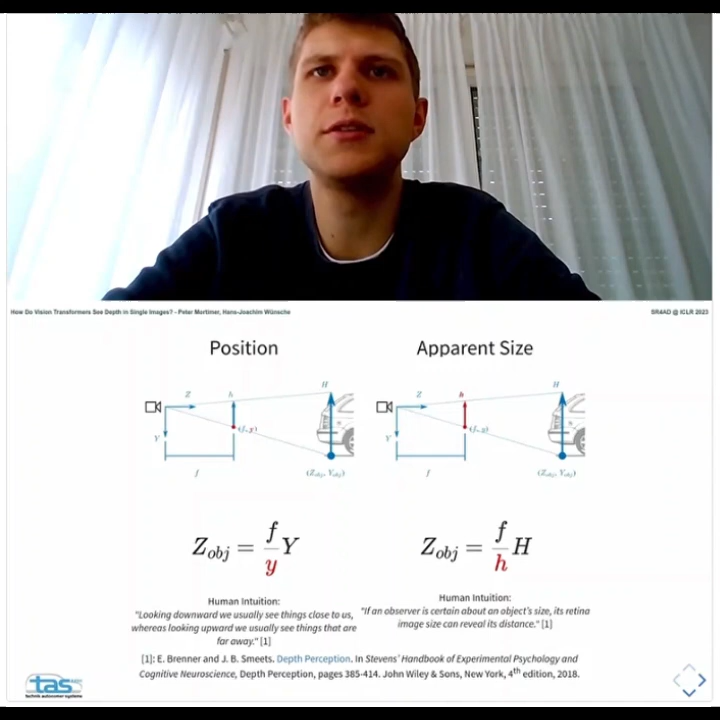 How Do Vision Transformers See Depth in Single Images? - Peter Mortimer, Hans-Joachim Wünsche
SR4AD @ ICLR 2023
Position
Apparent Size
Z
h
H
Y
(f, y)
f
(Z_obj, Y_obj)
Z
h
H
Y
(f, y)
f
(Z_obj, Y_obj)
Z_obj = f/y Y
Z_obj = f/h H
Human Intuition:
"Looking downward we usually see things close to us,
whereas looking upward we usually see things that are
far away." [1]
Human Intuition:
"If an observer is certain about an object's size, its retina
image size can reveal its distance." [1]
[1]: E. Brenner and J. B. Smeets. Depth Perception. In Stevens' Handbook of Experimental Psychology and
Cognitive Neuroscience, Depth Perception, pages 385-414. John Wiley & Sons, New York, 4th edition, 2018.
tas
technik autonomer systeme